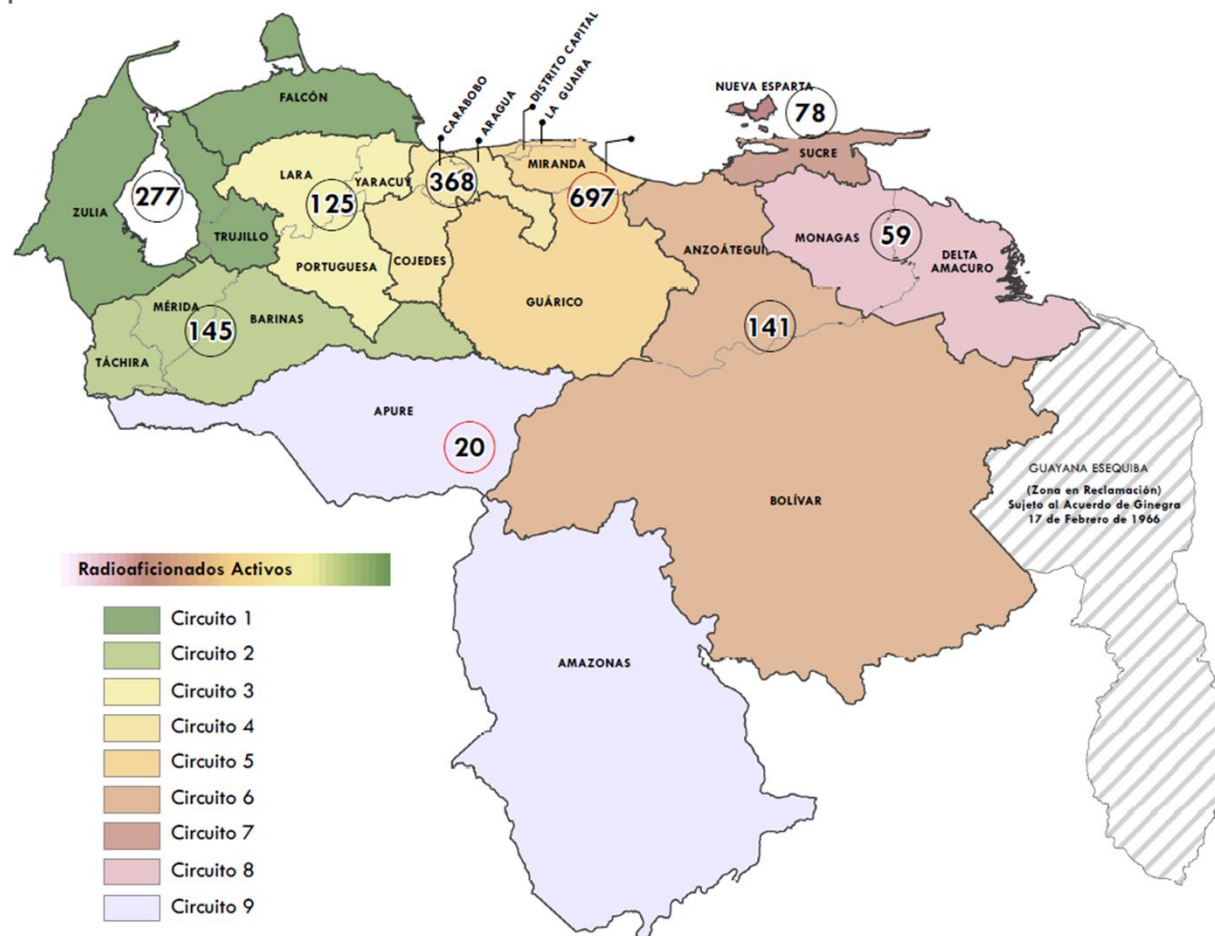 DISTRITO CAPITAL
LA GUAIRA
CARABOBO
ARAGUA
NUEVA ESPARTA
78
FALCÓN
SUCRE
MIRANDA
LARA
YARACUY
368
277
125
697
ZULIA
TRUJILLO
MONAGAS
59
ANZOÁTEGUI
DELTA
AMACURO
PORTUGUESA
COJEDES
MÉRIDA
BARINAS
GUÁRICO
145
141
TÁCHIRA
APURE
20
GUAYANA ESEQUIBA
(Zona en Reclamación)
Sujeto al Acuerdo de Ginegra
17 de Febrero de 1966
BOLÍVAR
AMAZONAS
Radioaficionados Activos
Circuito 1
Circuito 2
Circuito 3
Circuito 4
Circuito 5
Circuito 6
Circuito 7
Circuito 8
Circuito 9